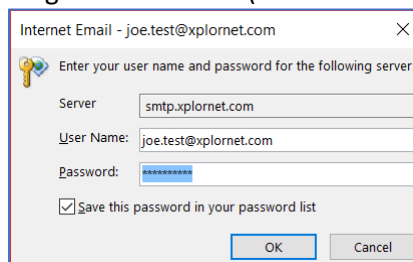 Internet Email - joe.test@xplornet.com
Enter your user name and password for the following server.
Server smtp.xplornet.com
User Name: joe.test@xplornet.com
Password: **********
Save this password in your password list
OK Cancel